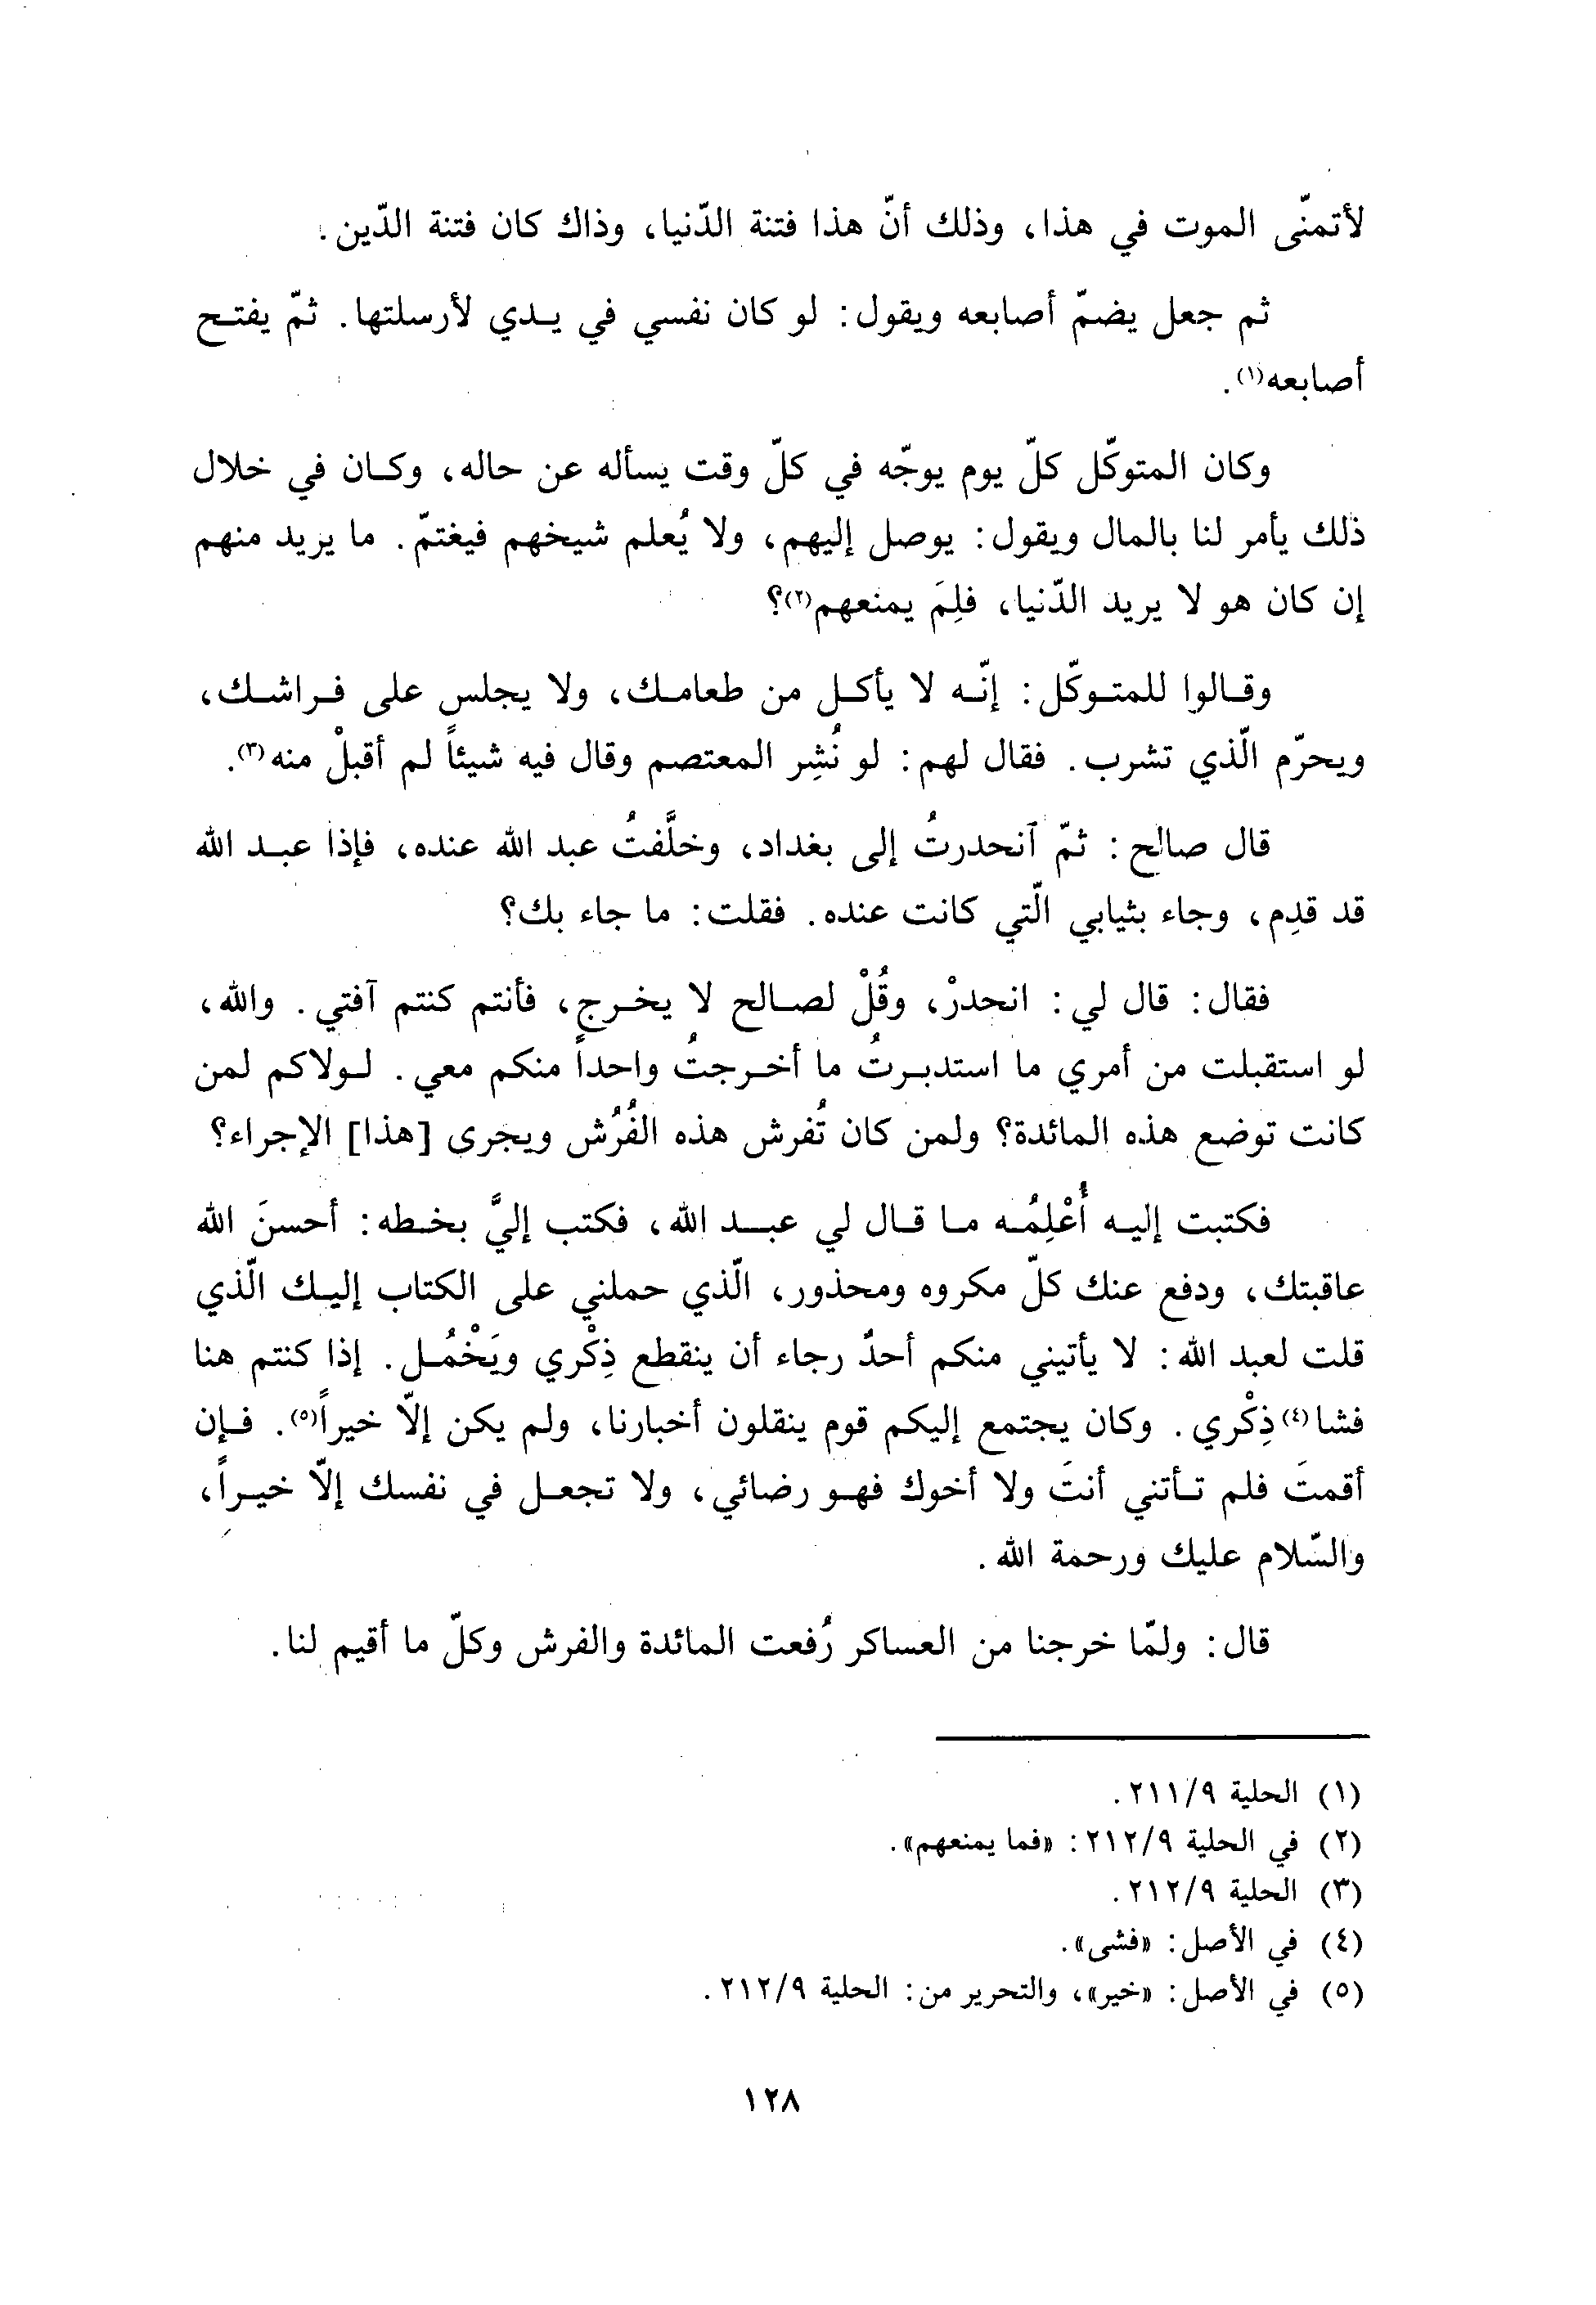 لأتمنّى الموت في هذا، وذلك أنّ هذا فتنة الدّنيا، وذاك كان فتنة الدّين.
ثم جعل يضمّ أصابعه ويقول: لو كان نفسي في يدي لأرسلتها. ثمّ يفتح
أصابعه(١).
وكان المتوكّل كلّ يوم يوجّه في كلّ وقت يسأله عن حاله، وكان في خلال
ذلك يأمر لنا بالمال ويقول: يوصل إليهم، ولا يُعلم شيخهم فيغتمّ. ما يريد منهم
إن كان هو لا يريد الدّنيا، فلِمَ يمنعهم(٢)؟
وقالوا للمتوكّل: إنّه لا يأكل من طعامك، ولا يجلس على فراشك،
ويحرّم الّذي تشرب. فقال لهم: لو نُشِر المعتصم وقال فيه شيئاً لم أقبلْ منه(٣).
قال صالح: ثمّ آنحدرتُ إلى بغداد، وخلَّفتُ عبد الله عنده، فإذا عبد الله
قد قدِم، وجاء بثيابي الّتي كانت عنده. فقلت: ما جاء بك؟
فقال: قال لي: انحدرْ، وقُلْ لصالح لا يخرج، فأنتم كنتم آفتي. والله،
لو استقبلت من أمري ما استدبرتُ ما أخرجتُ واحداً منكم معي. لولاكم لمن
كانت توضع هذه المائدة؟ ولمن كان تُفرش هذه الفُرُش ويجرى [هذا] الإجراء؟
فكتبت إليه أُعْلِمُه ما قال لي عبد الله، فكتب إليَّ بخطه: أحسنَ الله
عاقبتك، ودفع عنك كلّ مكروه ومحذور، الّذي حملني على الكتاب إليك الّذي
قلت لعبد الله: لا يأتيني منكم أحدٌ رجاء أن ينقطع ذِكْري ويَخْمُل. إذا كنتم هنا
فشا(٤) ذِكْري. وكان يجتمع إليكم قوم ينقلون أخبارنا، ولم يكن إلّا خيراً(٥). فإن
أقمتَ فلم تأتني أنتَ ولا أخوك فهو رضائي، ولا تجعل في نفسك إلّا خيراً،
والسّلام عليك ورحمة الله.
قال: ولمّا خرجنا من العساكر رُفعت المائدة والفرش وكلّ ما أقيم لنا.
(١) الحلية ٢١١/٩.
(٢) في الحلية ٢١٢/٩: «فما يمنعهم».
(٣) الحلية ٢١٢/٩.
(٤) في الأصل: «فشى».
(٥) في الأصل: «خير»، والتحرير من: الحلية ٢١٢/٩.
١٢٨